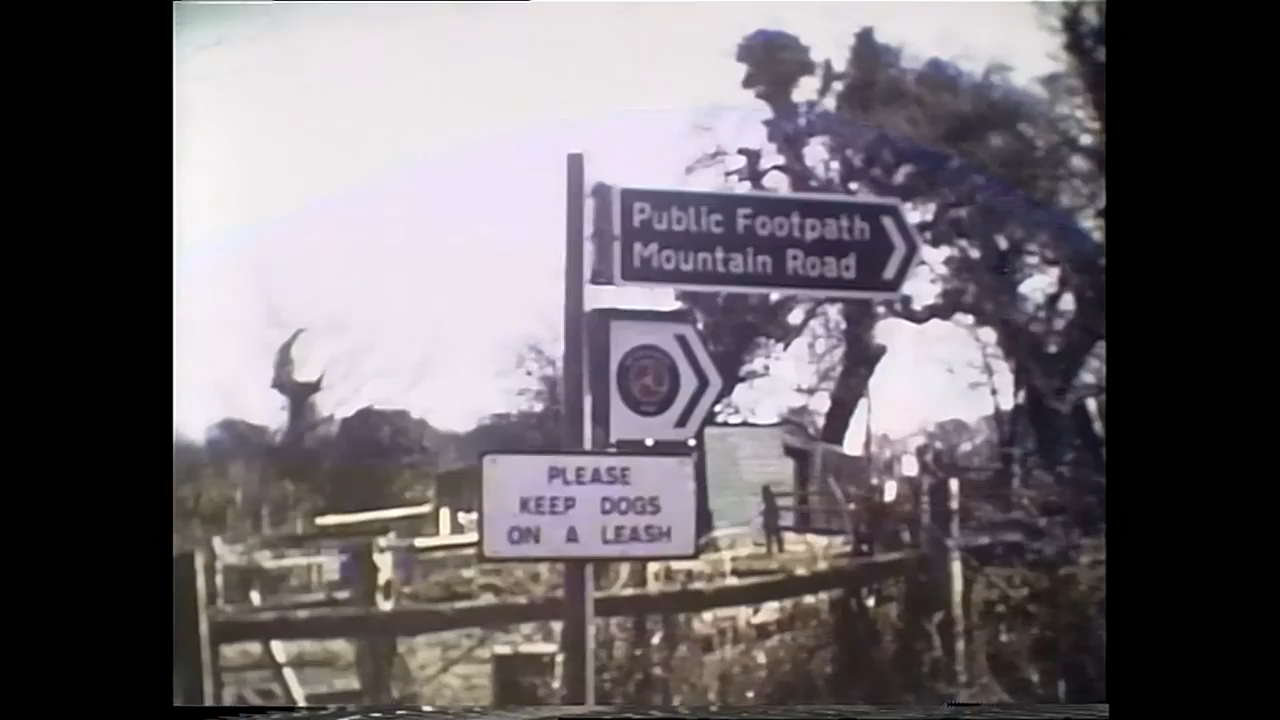 Public Footpath
Mountain Road
PLEASE
KEEP DOGS
ON A LEASH